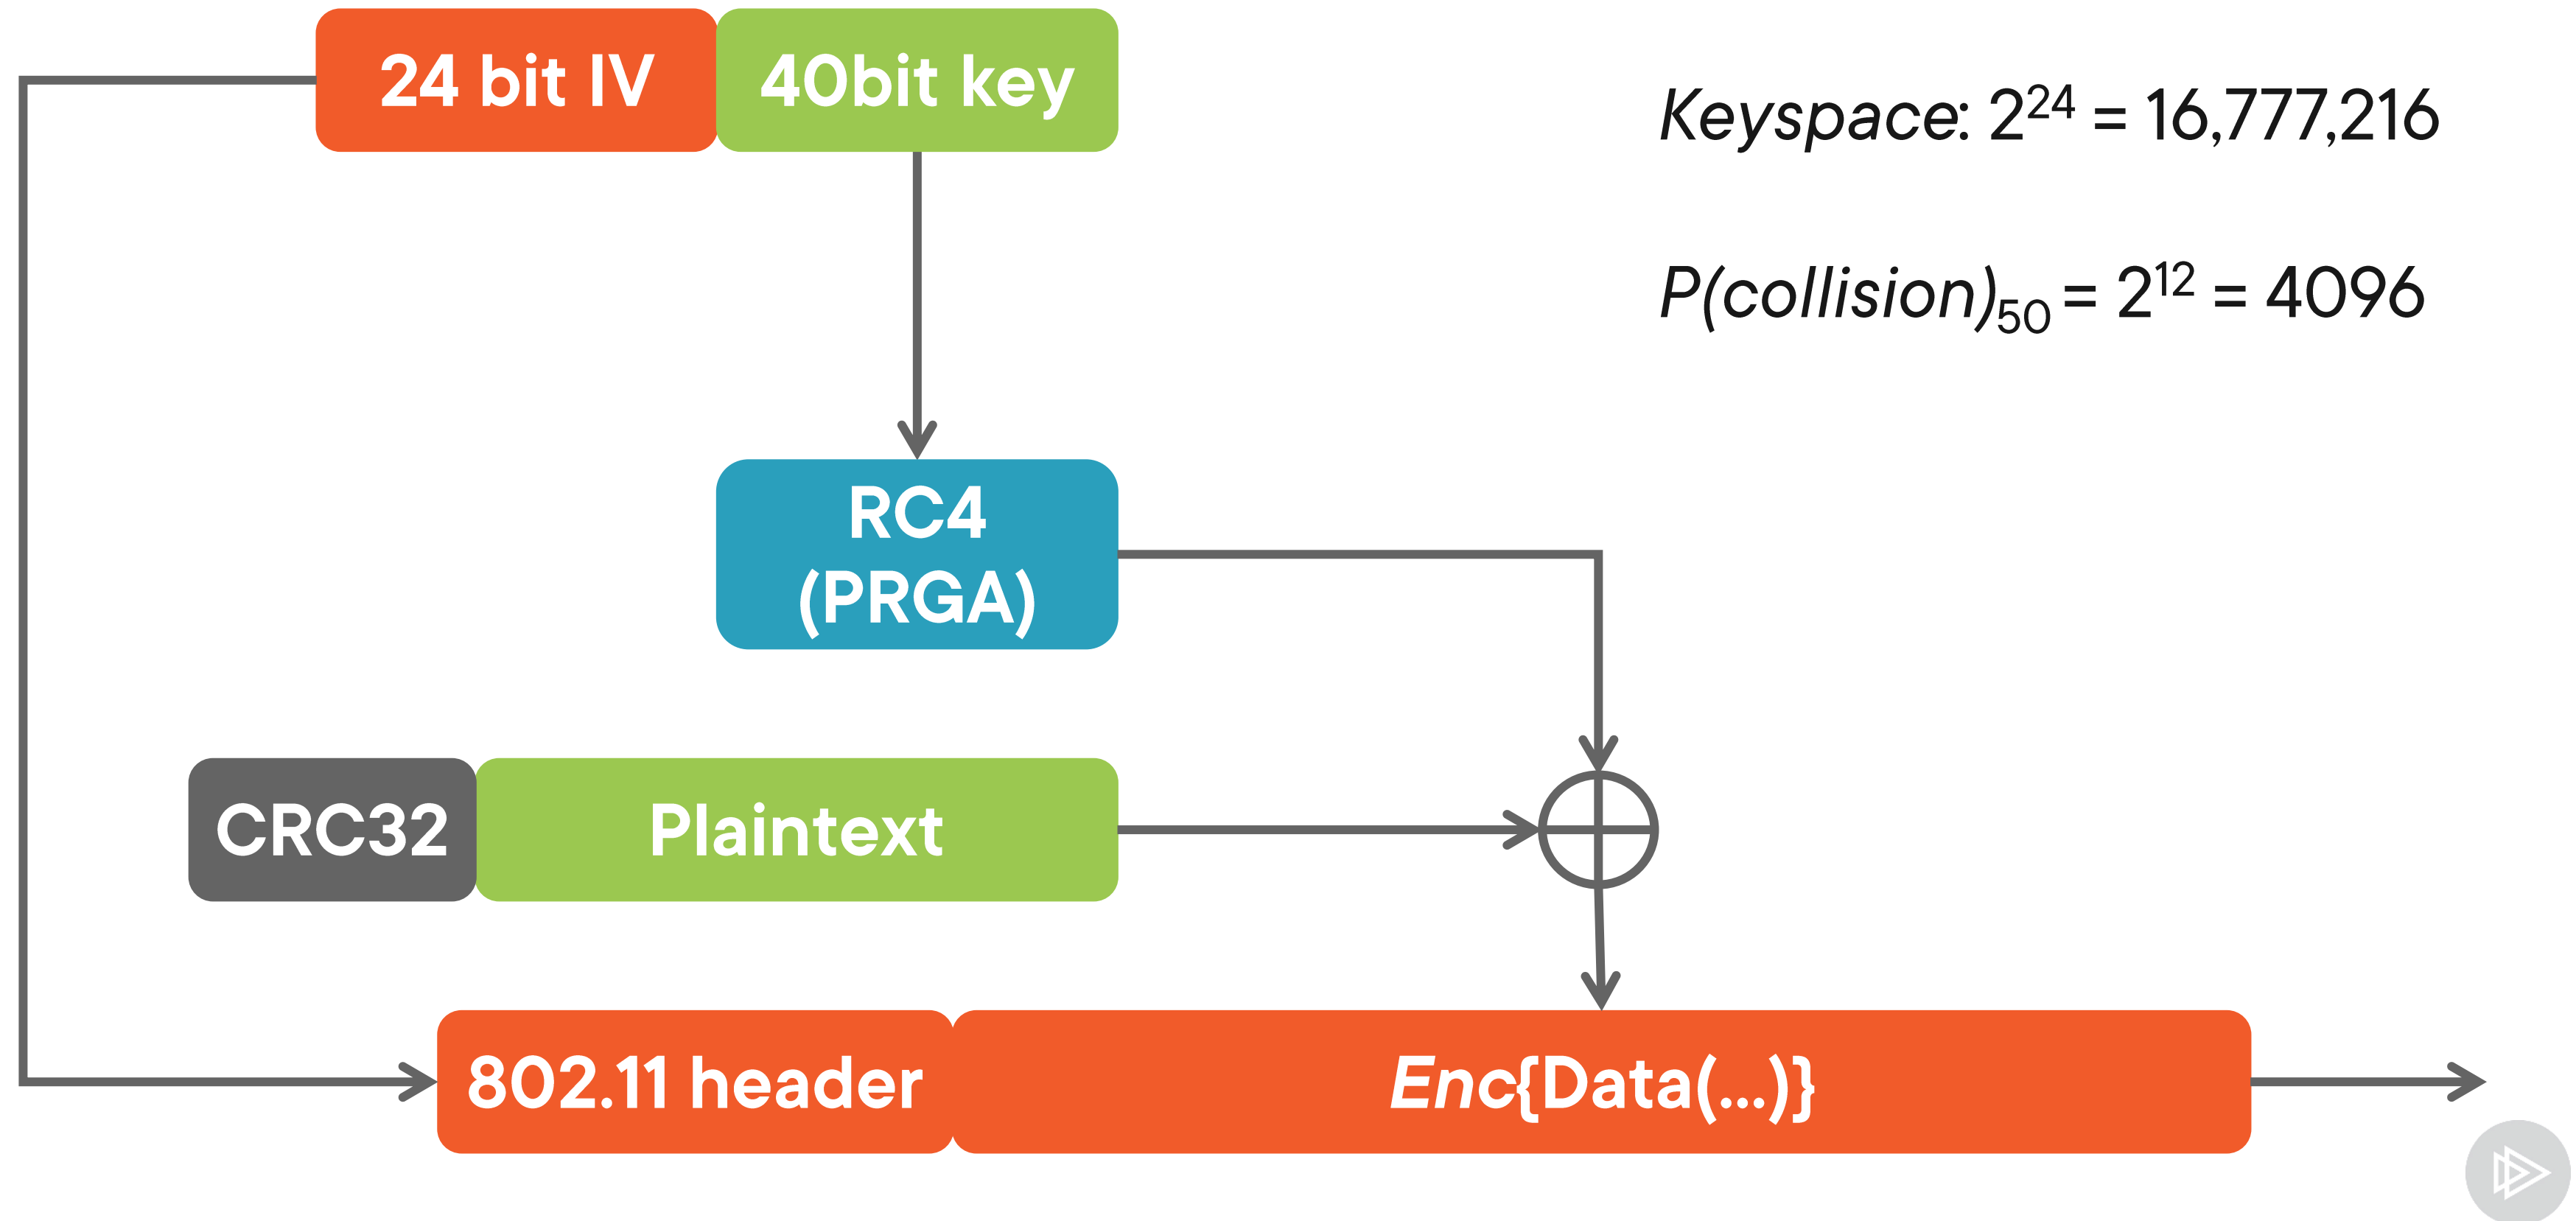 24 bit IV
40bit key
Keyspace: 2²⁴ = 16,777,216
P(collision)₅₀ = 2¹² = 4096
RC4
(PRGA)
CRC32
Plaintext
802.11 header
Enc{Data(...)}